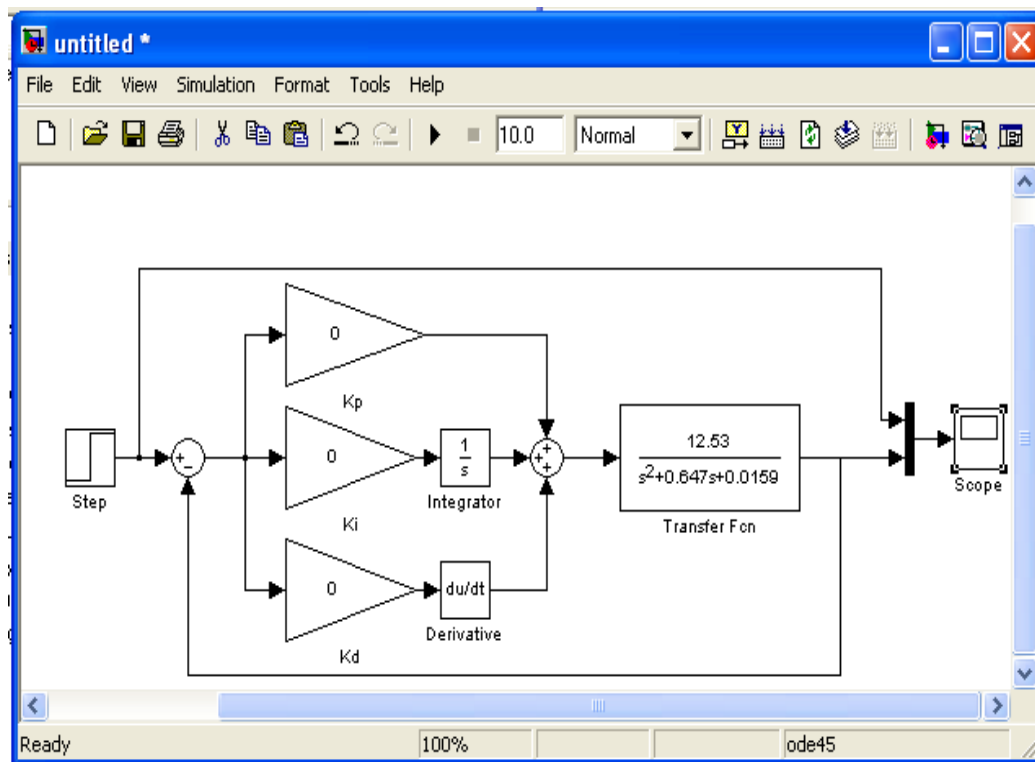 untitled *
File Edit View Simulation Format Tools Help
10.0 Normal
0
Kp
0
Ki
1
s
Integrator
+
−
Step
+
+
+
12.53
s2+0.647s+0.0159
Transfer Fcn
Scope
0
Kd
du/dt
Derivative
Ready 100% ode45